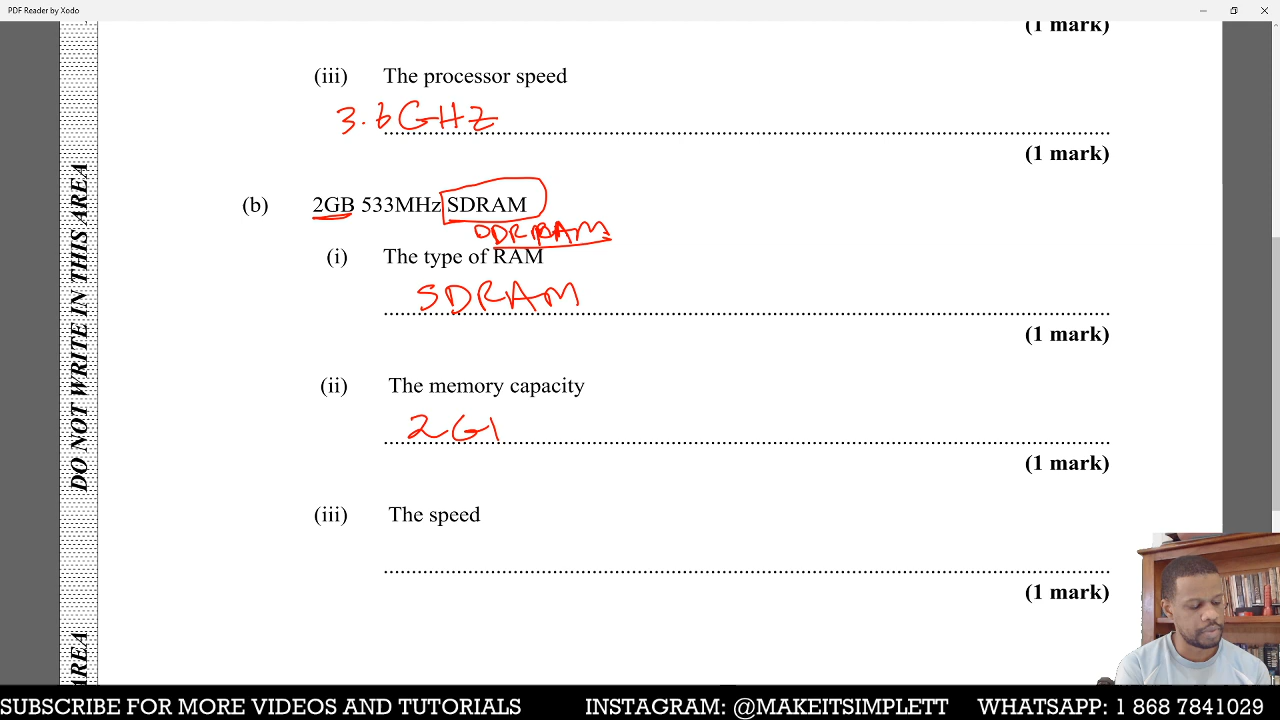 PDF Reader by Xodo
(1 mark)
(iii) The processor speed
3.6GHZ
(1 mark)
(b) 2GB 533MHz SDRAM
DDR RAM
(i) The type of RAM
SDRAM
(1 mark)
(ii) The memory capacity
2G
(1 mark)
(iii) The speed
(1 mark)
DO NOT WRITE IN THIS AREA
AREA
SUBSCRIBE FOR MORE VIDEOS AND TUTORIALS INSTAGRAM: @MAKEITSIMPLETT WHATSAPP: 1 868 7841029